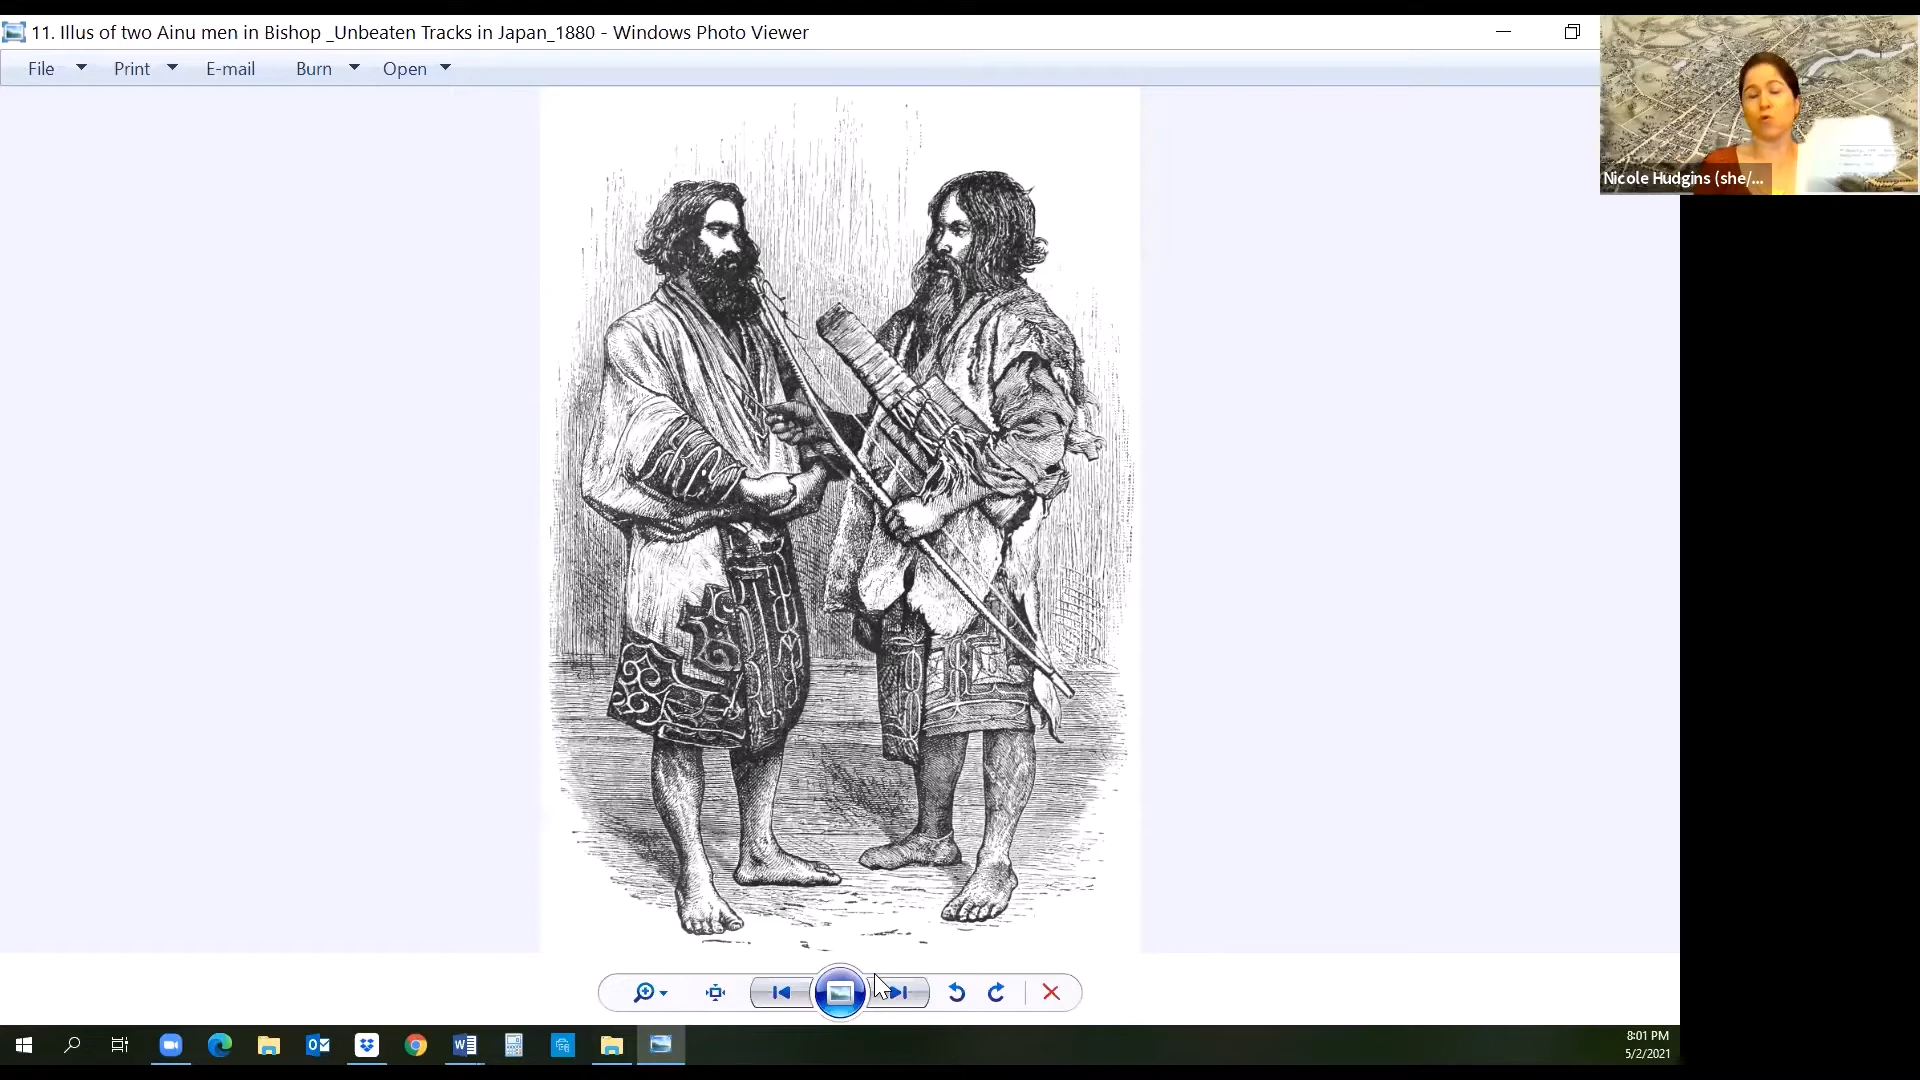 11. Illus of two Ainu men in Bishop _Unbeaten Tracks in Japan_1880 - Windows Photo Viewer
File Print E-mail Burn Open
Nicole Hudgins (she/...
8:01 PM
5/2/2021